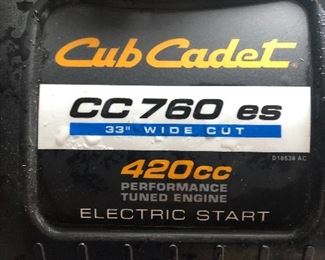 Cub Cadet
CC 760 es
33" WIDE CUT
D18538 AC
420cc
PERFORMANCE
TUNED ENGINE
ELECTRIC START